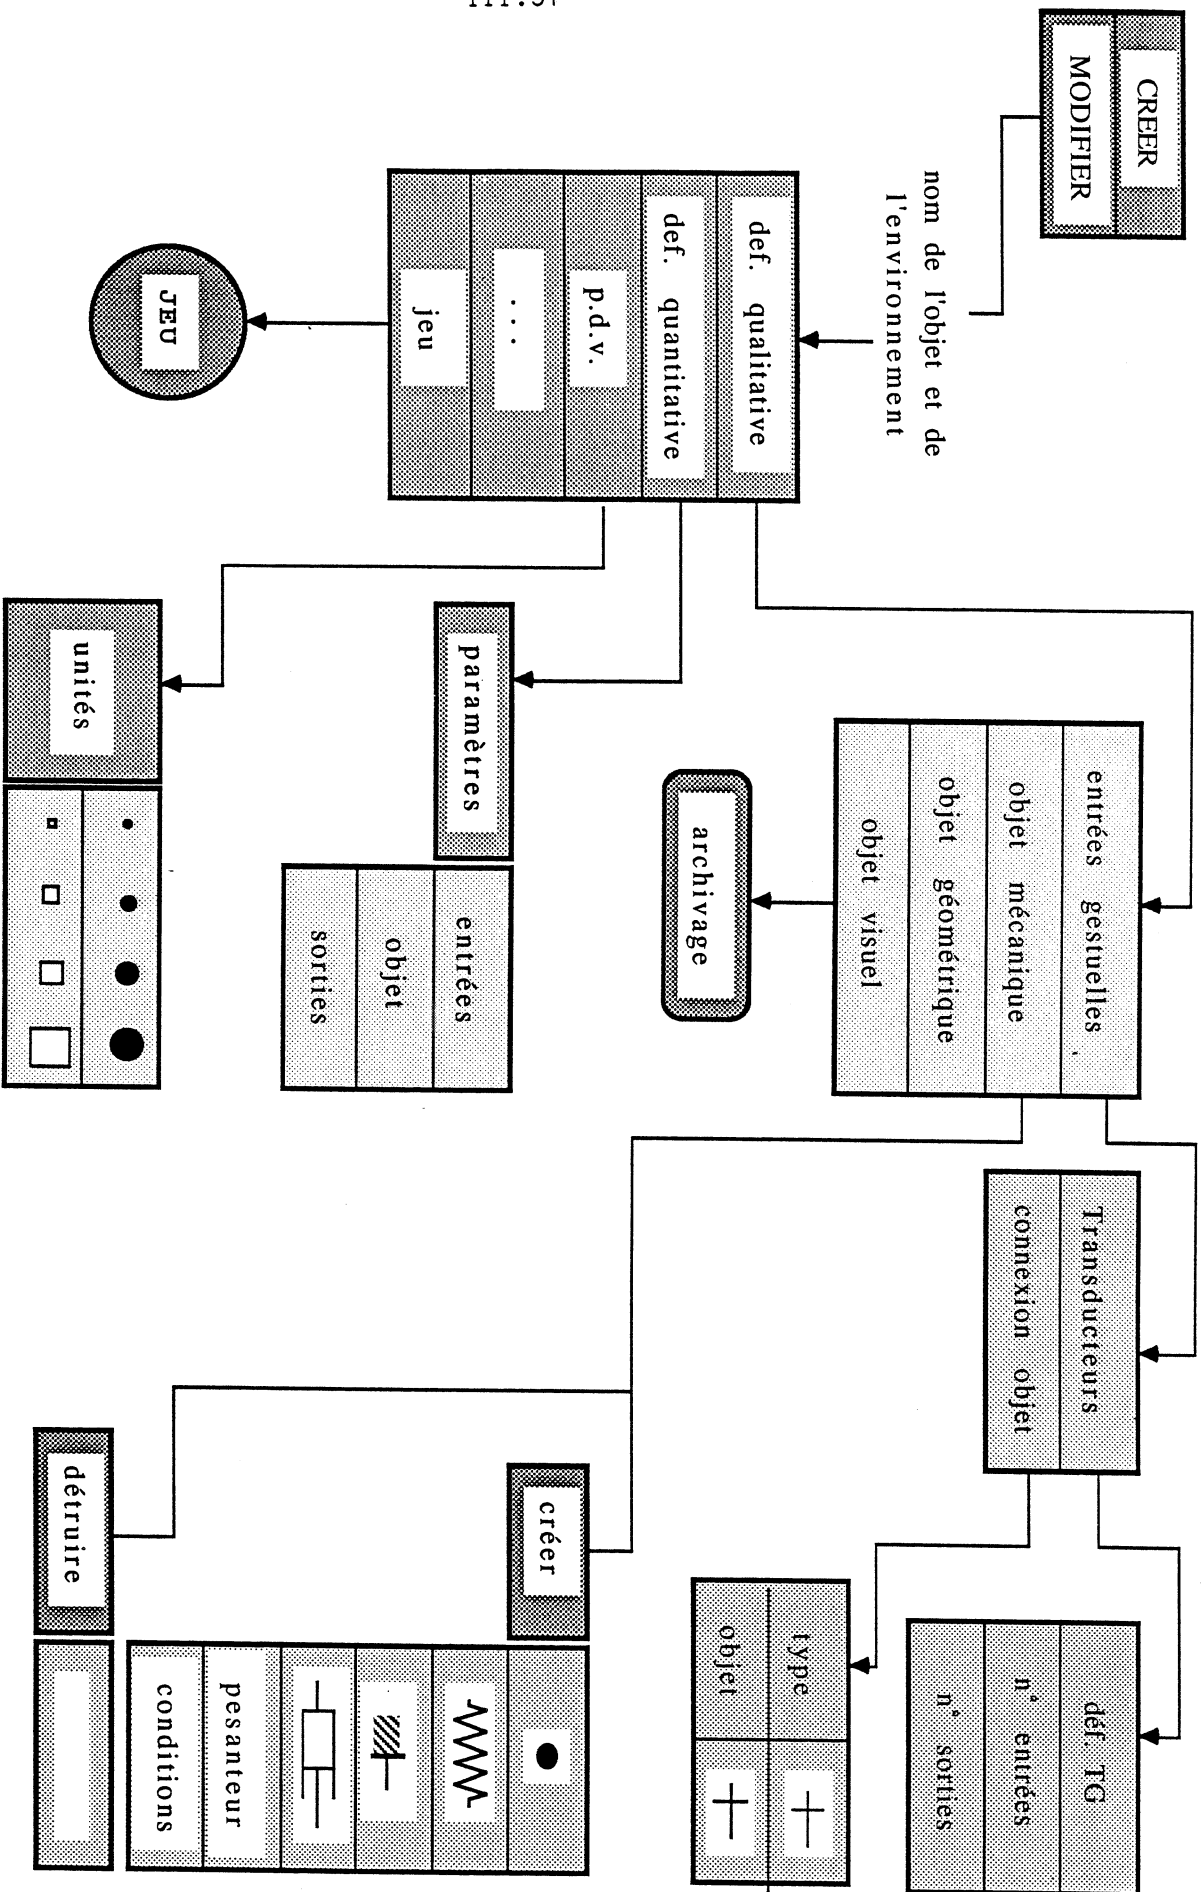 CREER
MODIFIER
nom de l'objet et de
l'environnement
def. qualitative
def. quantitative
p.d.v.
...
jeu
JEU
entrées gestuelles
objet mécanique
objet géométrique
objet visuel
archivage
paramètres
entrées
objet
sorties
unités
Transducteurs
connexion objet
déf. TG
n° entrées
n° sorties
type
objet
créer
pesanteur
conditions
détruire